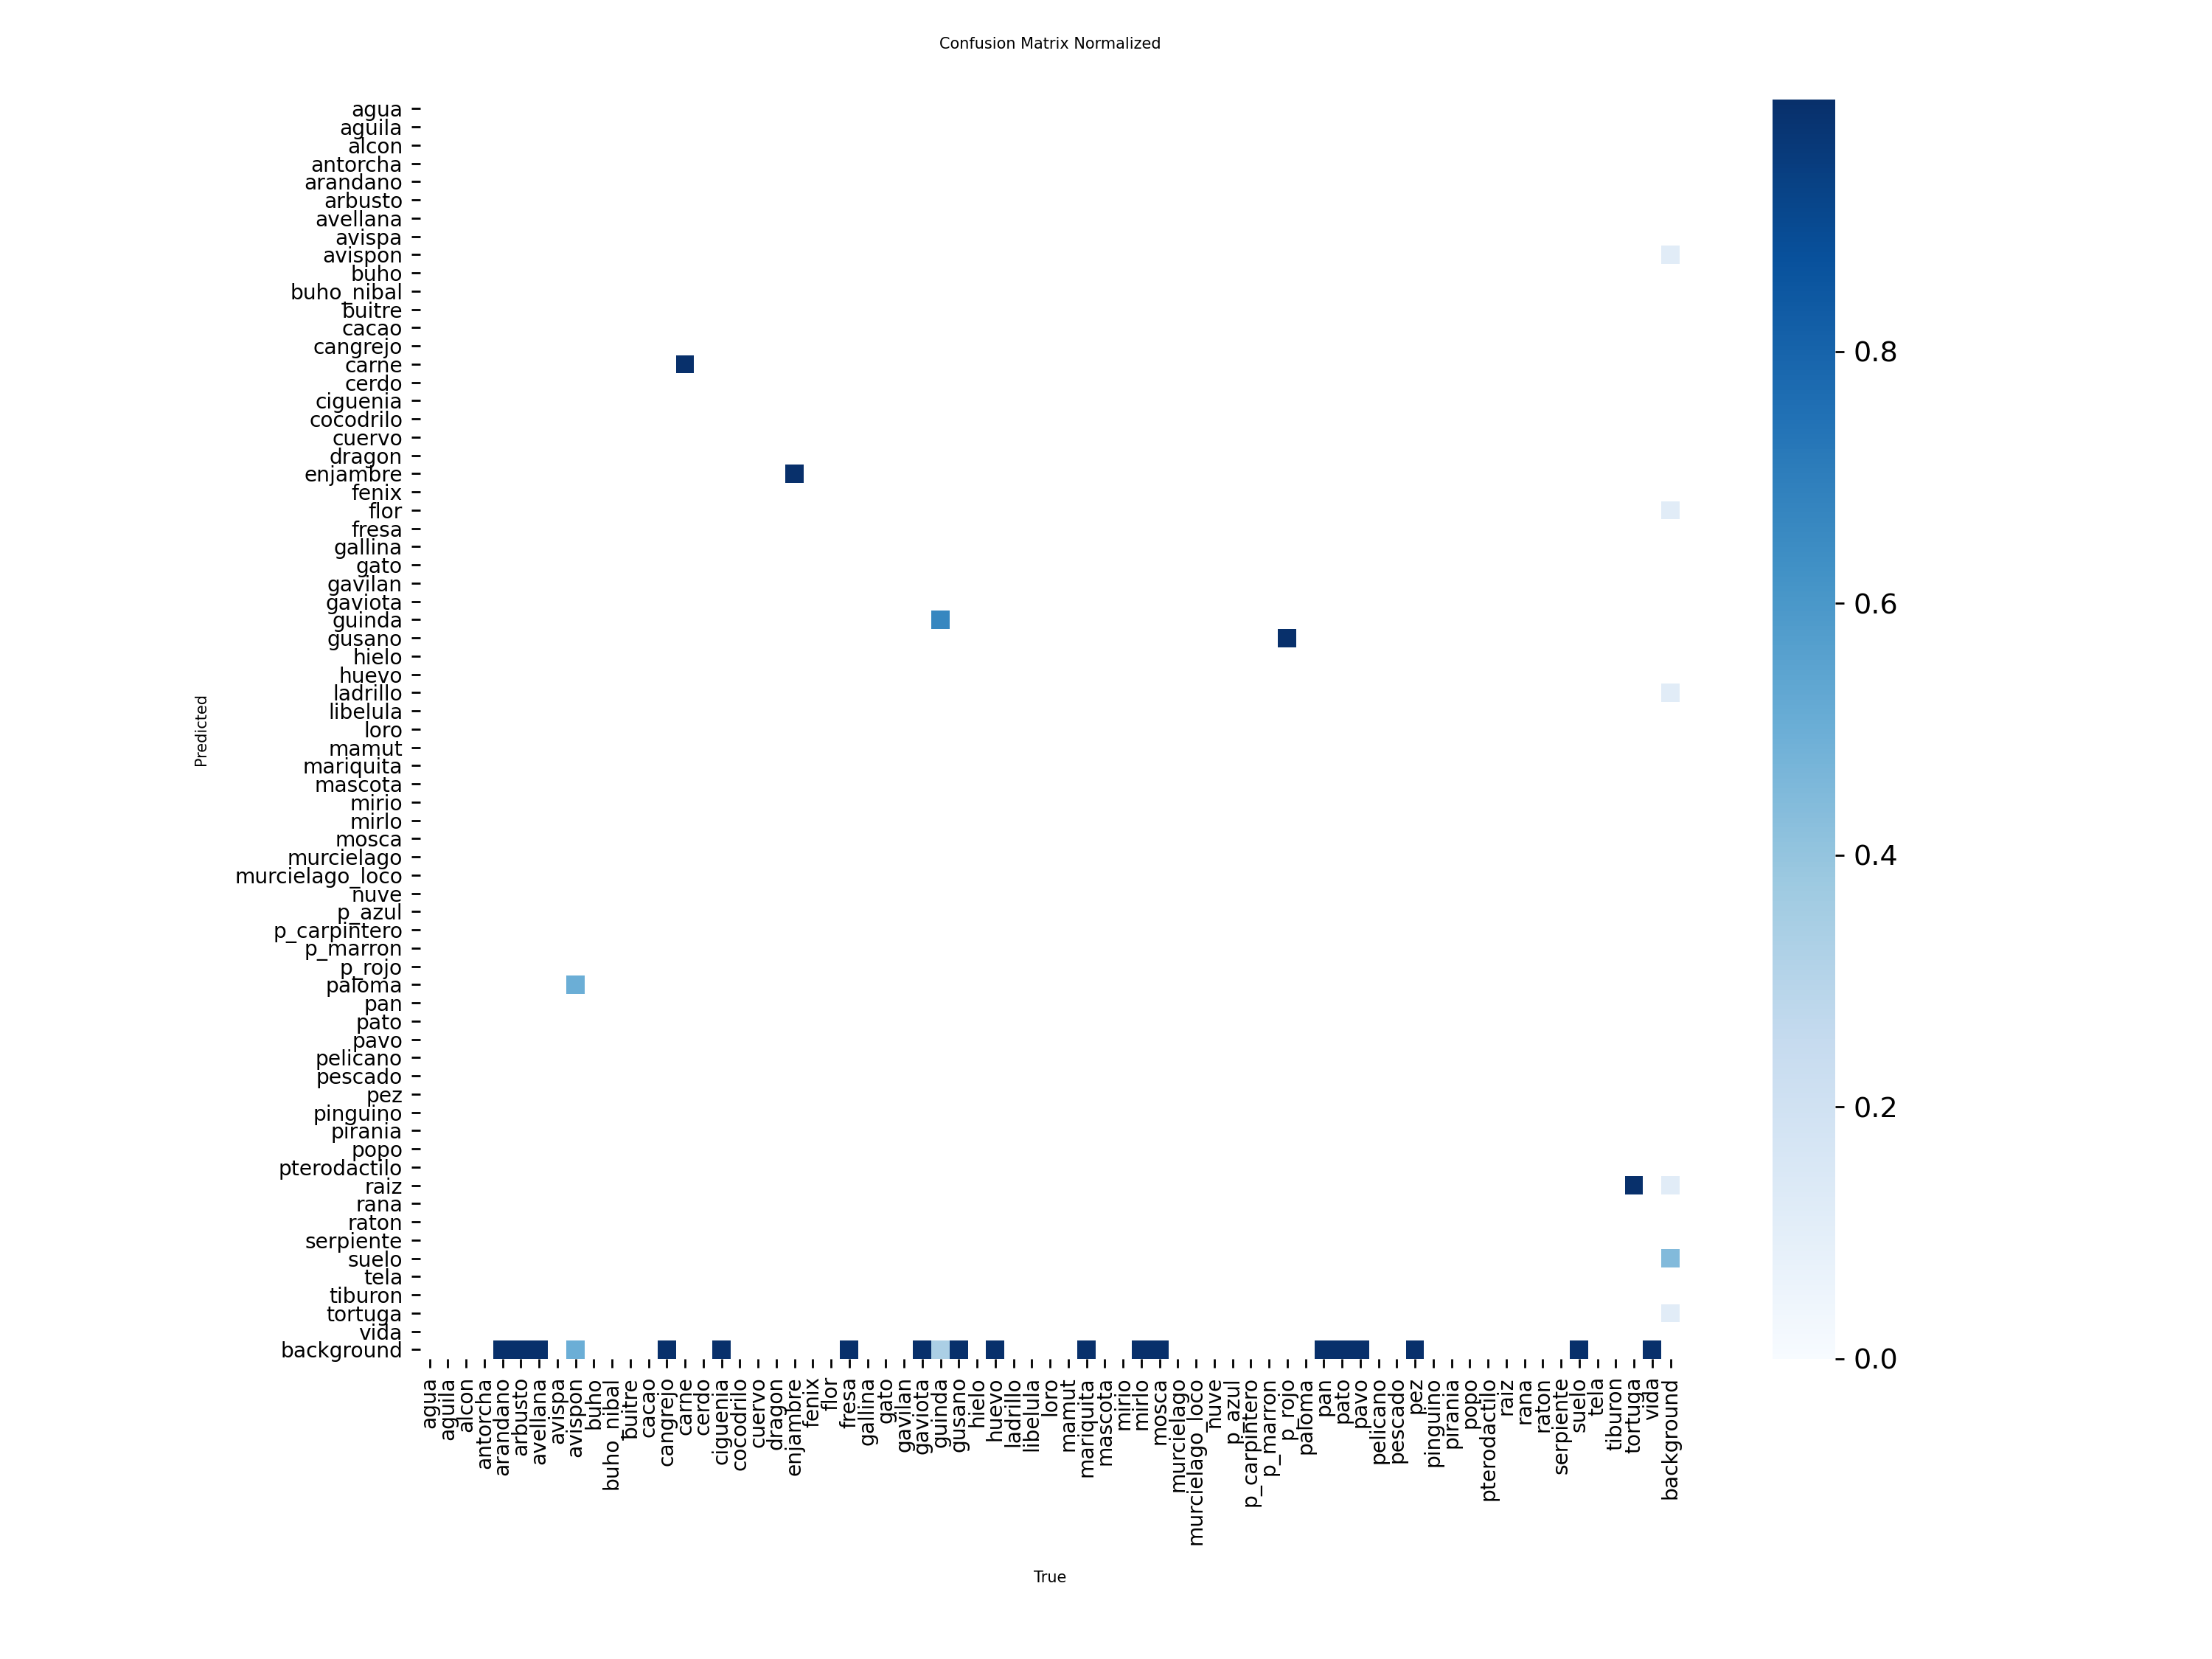 Confusion Matrix Normalized
agua
aguila
alcon
antorcha
arandano
arbusto
avellana
avispa
avispon
buho
buho_nibal
buitre
cacao
cangrejo
carne
cerdo
ciguenia
cocodrilo
cuervo
dragon
enjambre
fenix
flor
fresa
gallina
gato
gavilan
gaviota
guinda
gusano
hielo
huevo
ladrillo
libelula
loro
mamut
mariquita
mascota
mirio
mirlo
mosca
murcielago
murcielago_loco
nuve
p_azul
p_carpintero
p_marron
p_rojo
paloma
pan
pato
pavo
pelicano
pescado
pez
pinguino
pirania
popo
pterodactilo
raiz
rana
raton
serpiente
suelo
tela
tiburon
tortuga
vida
background
Predicted
agua
aguila
alcon
antorcha
arandano
arbusto
avellana
avispa
avispon
buho
buho_nibal
buitre
cacao
cangrejo
carne
cerdo
ciguenia
cocodrilo
cuervo
dragon
enjambre
fenix
flor
fresa
gallina
gato
gavilan
gaviota
guinda
gusano
hielo
huevo
ladrillo
libelula
loro
mamut
mariquita
mascota
mirio
mirlo
mosca
murcielago
murcielago_loco
nuve
p_azul
p_carpintero
p_marron
p_rojo
paloma
pan
pato
pavo
pelicano
pescado
pez
pinguino
pirania
popo
pterodactilo
raiz
rana
raton
serpiente
suelo
tela
tiburon
tortuga
vida
background
True
0.8
0.6
0.4
0.2
0.0